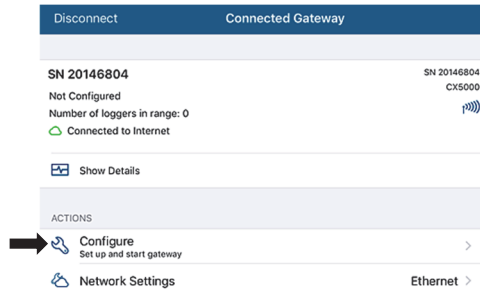 Disconnect Connected Gateway
SN 20146804 SN 20146804
Not Configured CX5000
Number of loggers in range: 0
Connected to Internet
Show Details
ACTIONS
Configure
Set up and start gateway
Network Settings Ethernet